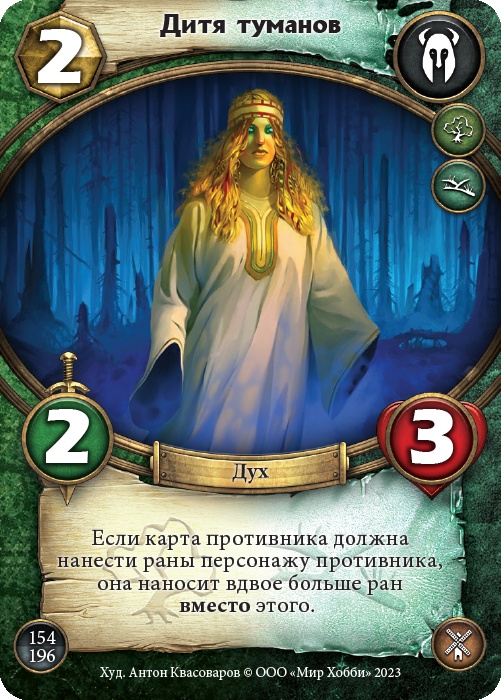 Дитя туманов
2
2
3
Дух
Если карта противника должна
нанести раны персонажу противника,
она наносит вдвое больше ран
вместо этого.
154
196
Худ. Антон Квасоваров © ООО «Мир Хобби» 2023